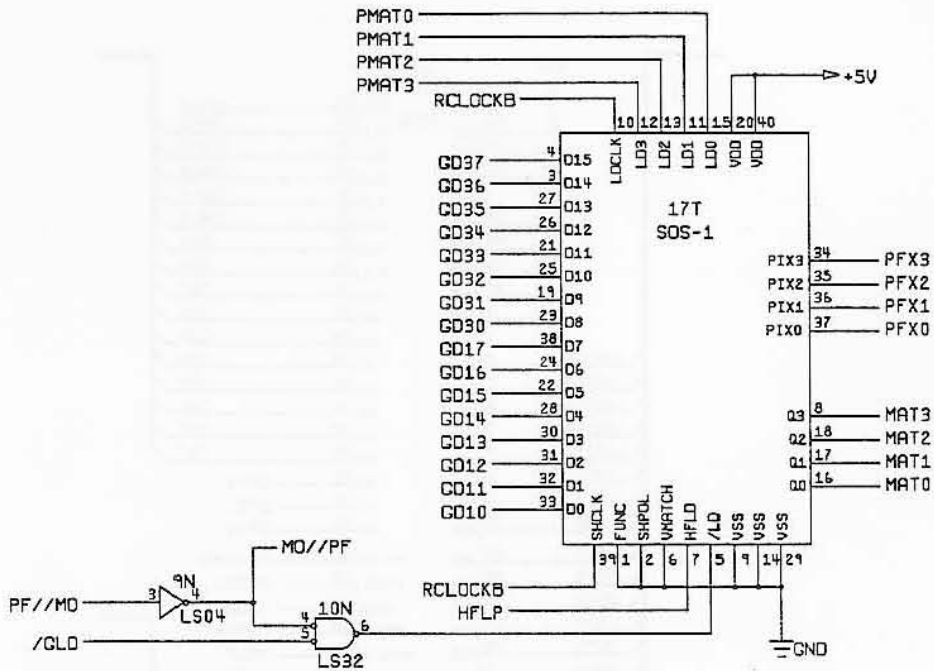 PMAT0
PMAT1
PMAT2
PMAT3
RCLOCKB
+5V
10 12 13 11 15 20 40
LDCLK LD3 LD2 LD1 LD0 VDD VDD
17T
SOS-1
GD37 4 D15
GD36 3 D14
GD35 27 D13
GD34 26 D12
GD33 21 D11
GD32 25 D10
GD31 19 D9
GD30 23 D8
GD17 38 D7
GD16 24 D6
GD15 22 D5
GD14 28 D4
GD13 30 D3
GD12 31 D2
GD11 32 D1
GD10 33 D0
PIX3 34 PFX3
PIX2 35 PFX2
PIX1 36 PFX1
PIX0 37 PFX0
Q3 8 MAT3
Q2 18 MAT2
Q1 17 MAT1
Q0 16 MAT0
SHCLK FUNC SHPOL VMATCH HFLD /LD VSS VSS VSS
39 1 2 6 7 5 9 14 29
RCLOCKB
HFLP
GND
MO//PF
PF//MO 3 9N 4
LS04
/GLD
10N
4
5
6
LS32